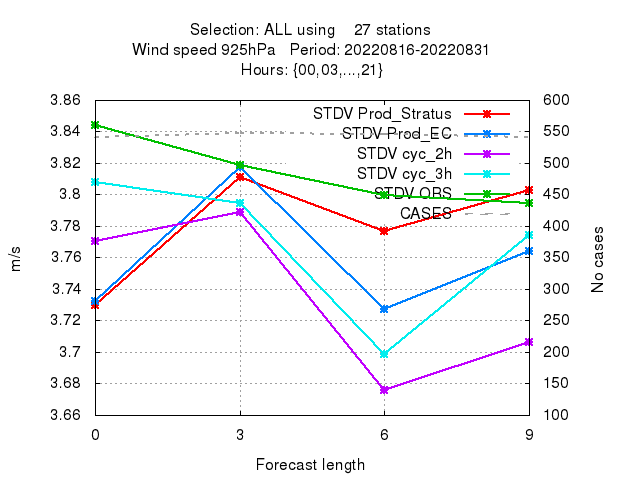 Selection: ALL using    27 stations
Wind speed 925hPa   Period: 20220816-20220831
Hours: {00,03,...,21}
3.86
3.84
3.82
3.8
3.78
3.76
3.74
3.72
3.7
3.68
3.66
m/s
STDV Prod_Stratus
STDV Prod_EC
STDV cyc_2h
STDV cyc_3h
STDV OBS
CASES
600
550
500
450
400
350
300
250
200
150
100
No cases
0 3 6 9
Forecast length